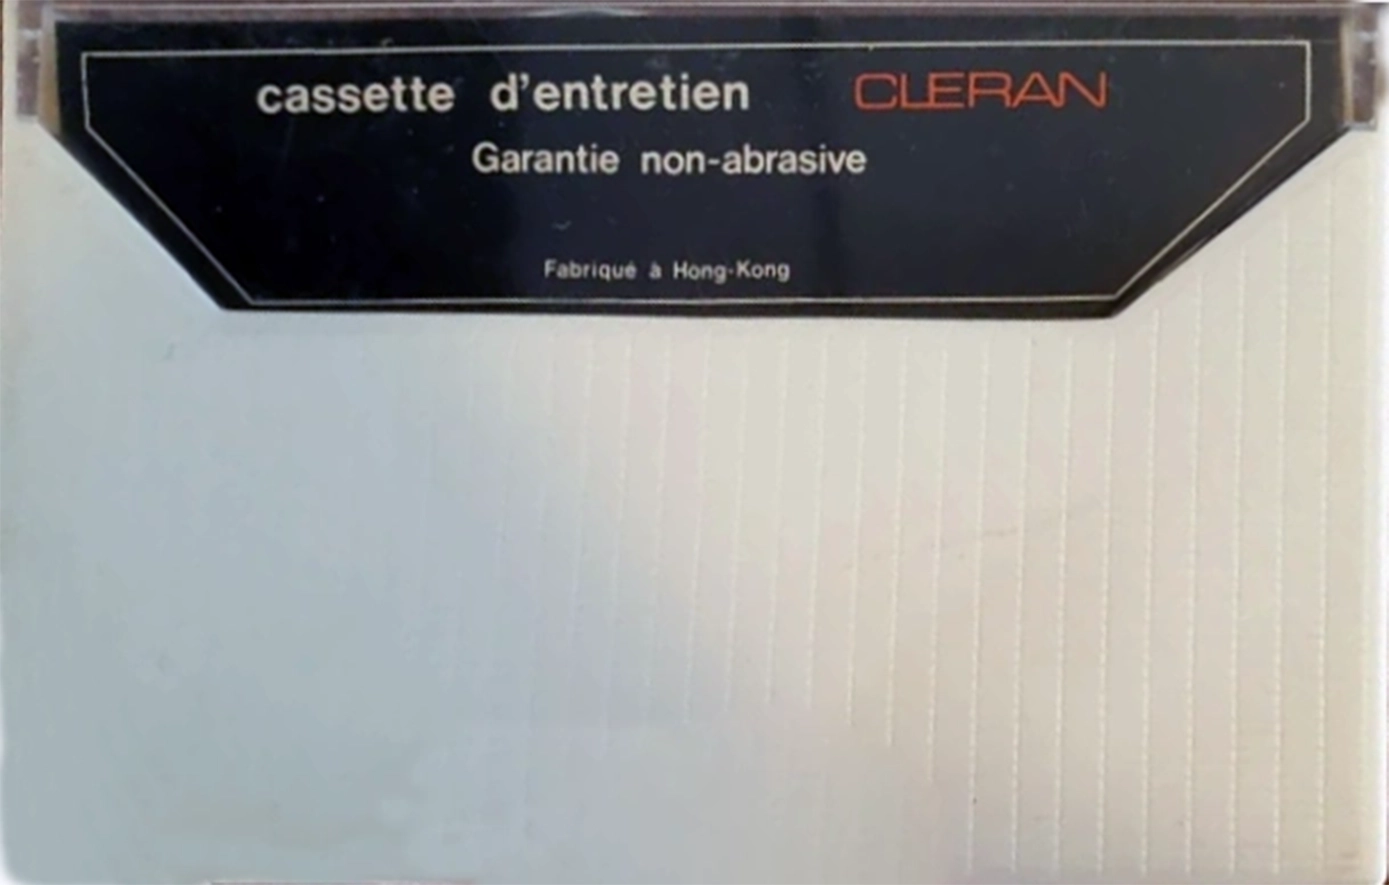 cassette d'entretien CLERAN
Garantie non-abrasive
Fabriqué à Hong-Kong